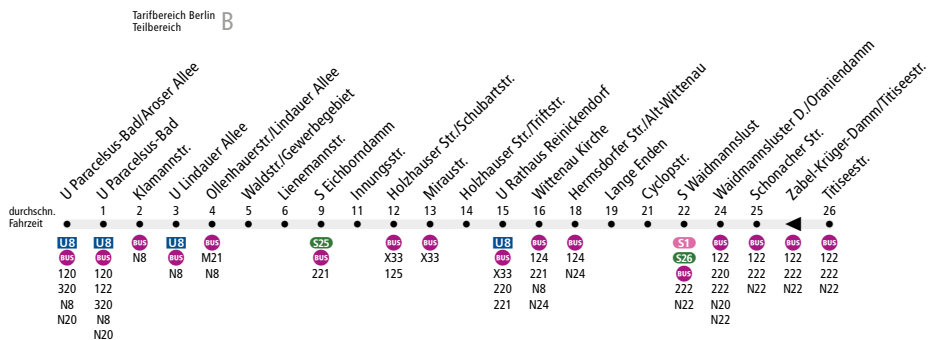 Tarifbereich Berlin
Teilbereich
B
U Paracelsus-Bad/Aroser Allee
U Paracelsus-Bad
Klamannstr.
U Lindauer Allee
Ollenhauerstr./Lindauer Allee
Waldstr./Gewerbegebiet
Lienemannstr.
S Eichborndamm
Innungsstr.
Holzhauser Str./Schubartstr.
Miraustr.
Holzhauser Str./Triftstr.
U Rathaus Reinickendorf
Wittenau Kirche
Hermsdorfer Str./Alt-Wittenau
Lange Enden
Cyclopstr.
S Waidmannslust
Waidmannsluster D./Oraniendamm
Schonacher Str.
Zabel-Krüger-Damm/Titiseestr.
Titiseestr.
durchschn. 1 2 3 4 5 6 9 11 12 13 14 15 16 18 19 21 22 24 25 26
Fahrzeit
U8 U8 BUS U8 BUS S25 BUS BUS U8 BUS BUS S1 BUS BUS BUS BUS
BUS BUS N8 BUS M21 BUS X33 X33 BUS 124 124 S26 122 122 122 122
120 120 N8 N8 221 125 X33 221 N24 BUS 220 222 222 222
320 122 220 N8 222 222 N22 N22 N22
N8 320 221 N24 N22 N20
N20 N8 N22
N20